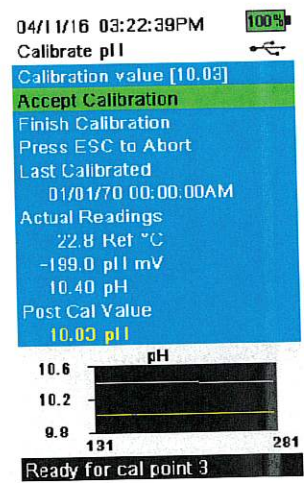 04/11/16 03:22:39PM 100%
Calibrate pH
Calibration value [10.03]
Accept Calibration
Finish Calibration
Press ESC to Abort
Last Calibrated
01/01/70 00:00:00AM
Actual Readings
22.8 Ref °C
-199.0 pH mV
10.40 pH
Post Cal Value
10.03 pH
pH
10.6
10.2
9.8
131 281
Ready for cal point 3